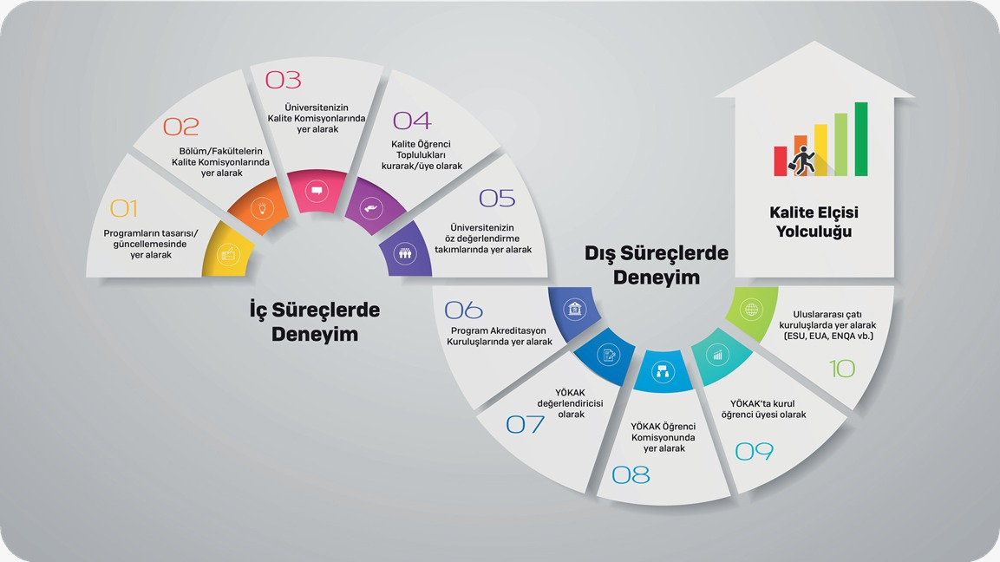 01
Programların tasarısı/
güncellemesinde
yer alarak
02
Bölüm/Fakültelerin
Kalite Komisyonlarında
yer alarak
03
Üniversitenizin
Kalite Komisyonlarında
yer alarak
04
Kalite Öğrenci
Toplulukları
kurarak/üye olarak
05
Üniversitenizin
öz değerlendirme
takımlarında yer alarak
İç Süreçlerde
Deneyim
Dış Süreçlerde
Deneyim
06
Program Akreditasyon
Kuruluşlarında yer alarak
07
YÖKAK
değerlendiricisi
olarak
08
YÖKAK Öğrenci
Komisyonunda
yer alarak
09
YÖKAK'ta kurul
öğrenci üyesi olarak
10
Uluslararası çatı
kuruluşlarda yer alarak
(ESU, EUA, ENQA vb.)
Kalite Elçisi
Yolculuğu